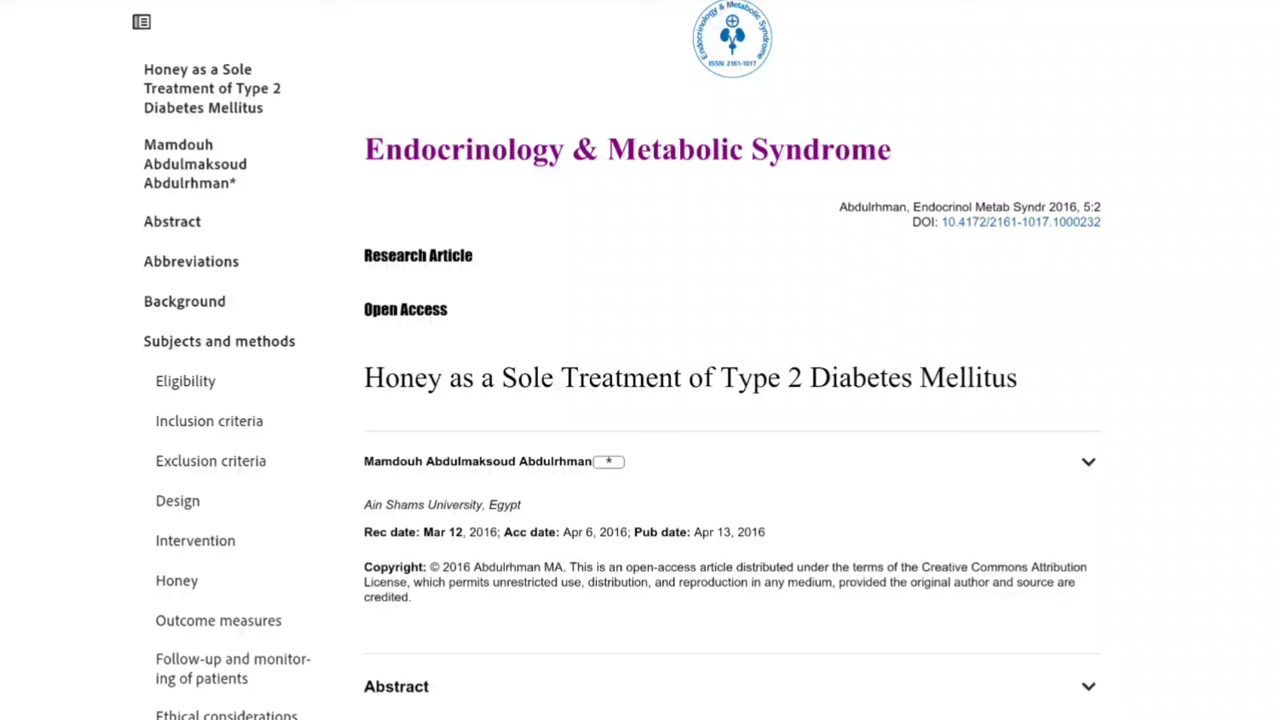 Honey as a Sole
Treatment of Type 2
Diabetes Mellitus
Mamdouh
Abdulmaksoud
Abdulrhman*
Abstract
Abbreviations
Background
Subjects and methods
Eligibility
Inclusion criteria
Exclusion criteria
Design
Intervention
Honey
Outcome measures
Follow-up and monitor-
ing of patients
Ethical considerations
Endocrinology & Metabolic Syndrome
ISSN: 2161-1017
Endocrinology & Metabolic Syndrome
Abdulrhman, Endocrinol Metab Syndr 2016, 5:2
DOI: 10.4172/2161-1017.1000232
Research Article
Open Access
Honey as a Sole Treatment of Type 2 Diabetes Mellitus
Mamdouh Abdulmaksoud Abdulrhman *
Ain Shams University, Egypt
Rec date: Mar 12, 2016; Acc date: Apr 6, 2016; Pub date: Apr 13, 2016
Copyright: © 2016 Abdulrhman MA. This is an open-access article distributed under the terms of the Creative Commons Attribution
License, which permits unrestricted use, distribution, and reproduction in any medium, provided the original author and source are
credited.
Abstract